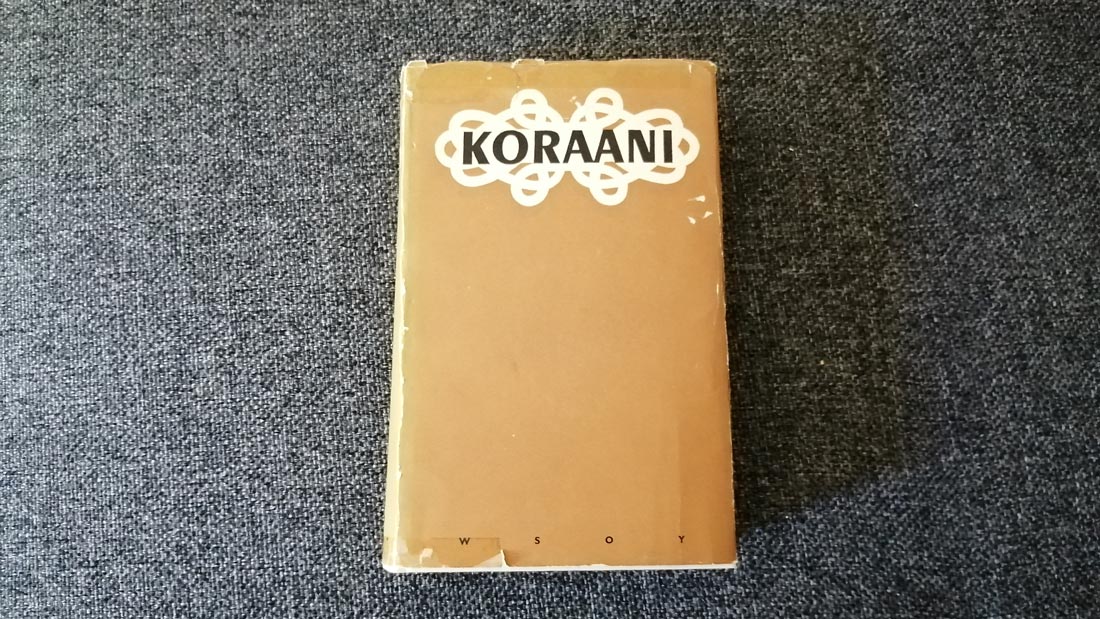 KORAANI
W S O Y